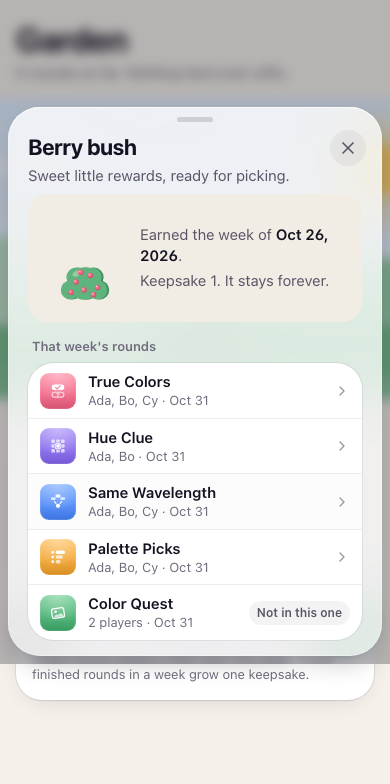 Garden
Berry bush
Sweet little rewards, ready for picking.
Earned the week of Oct 26,
2026.
Keepsake 1. It stays forever.
That week's rounds
True Colors
Ada, Bo, Cy · Oct 31
Hue Clue
Ada, Bo · Oct 31
Same Wavelength
Ada, Bo, Cy · Oct 31
Palette Picks
Ada, Bo, Cy · Oct 31
Color Quest
2 players · Oct 31
Not in this one
finished rounds in a week grow one keepsake.